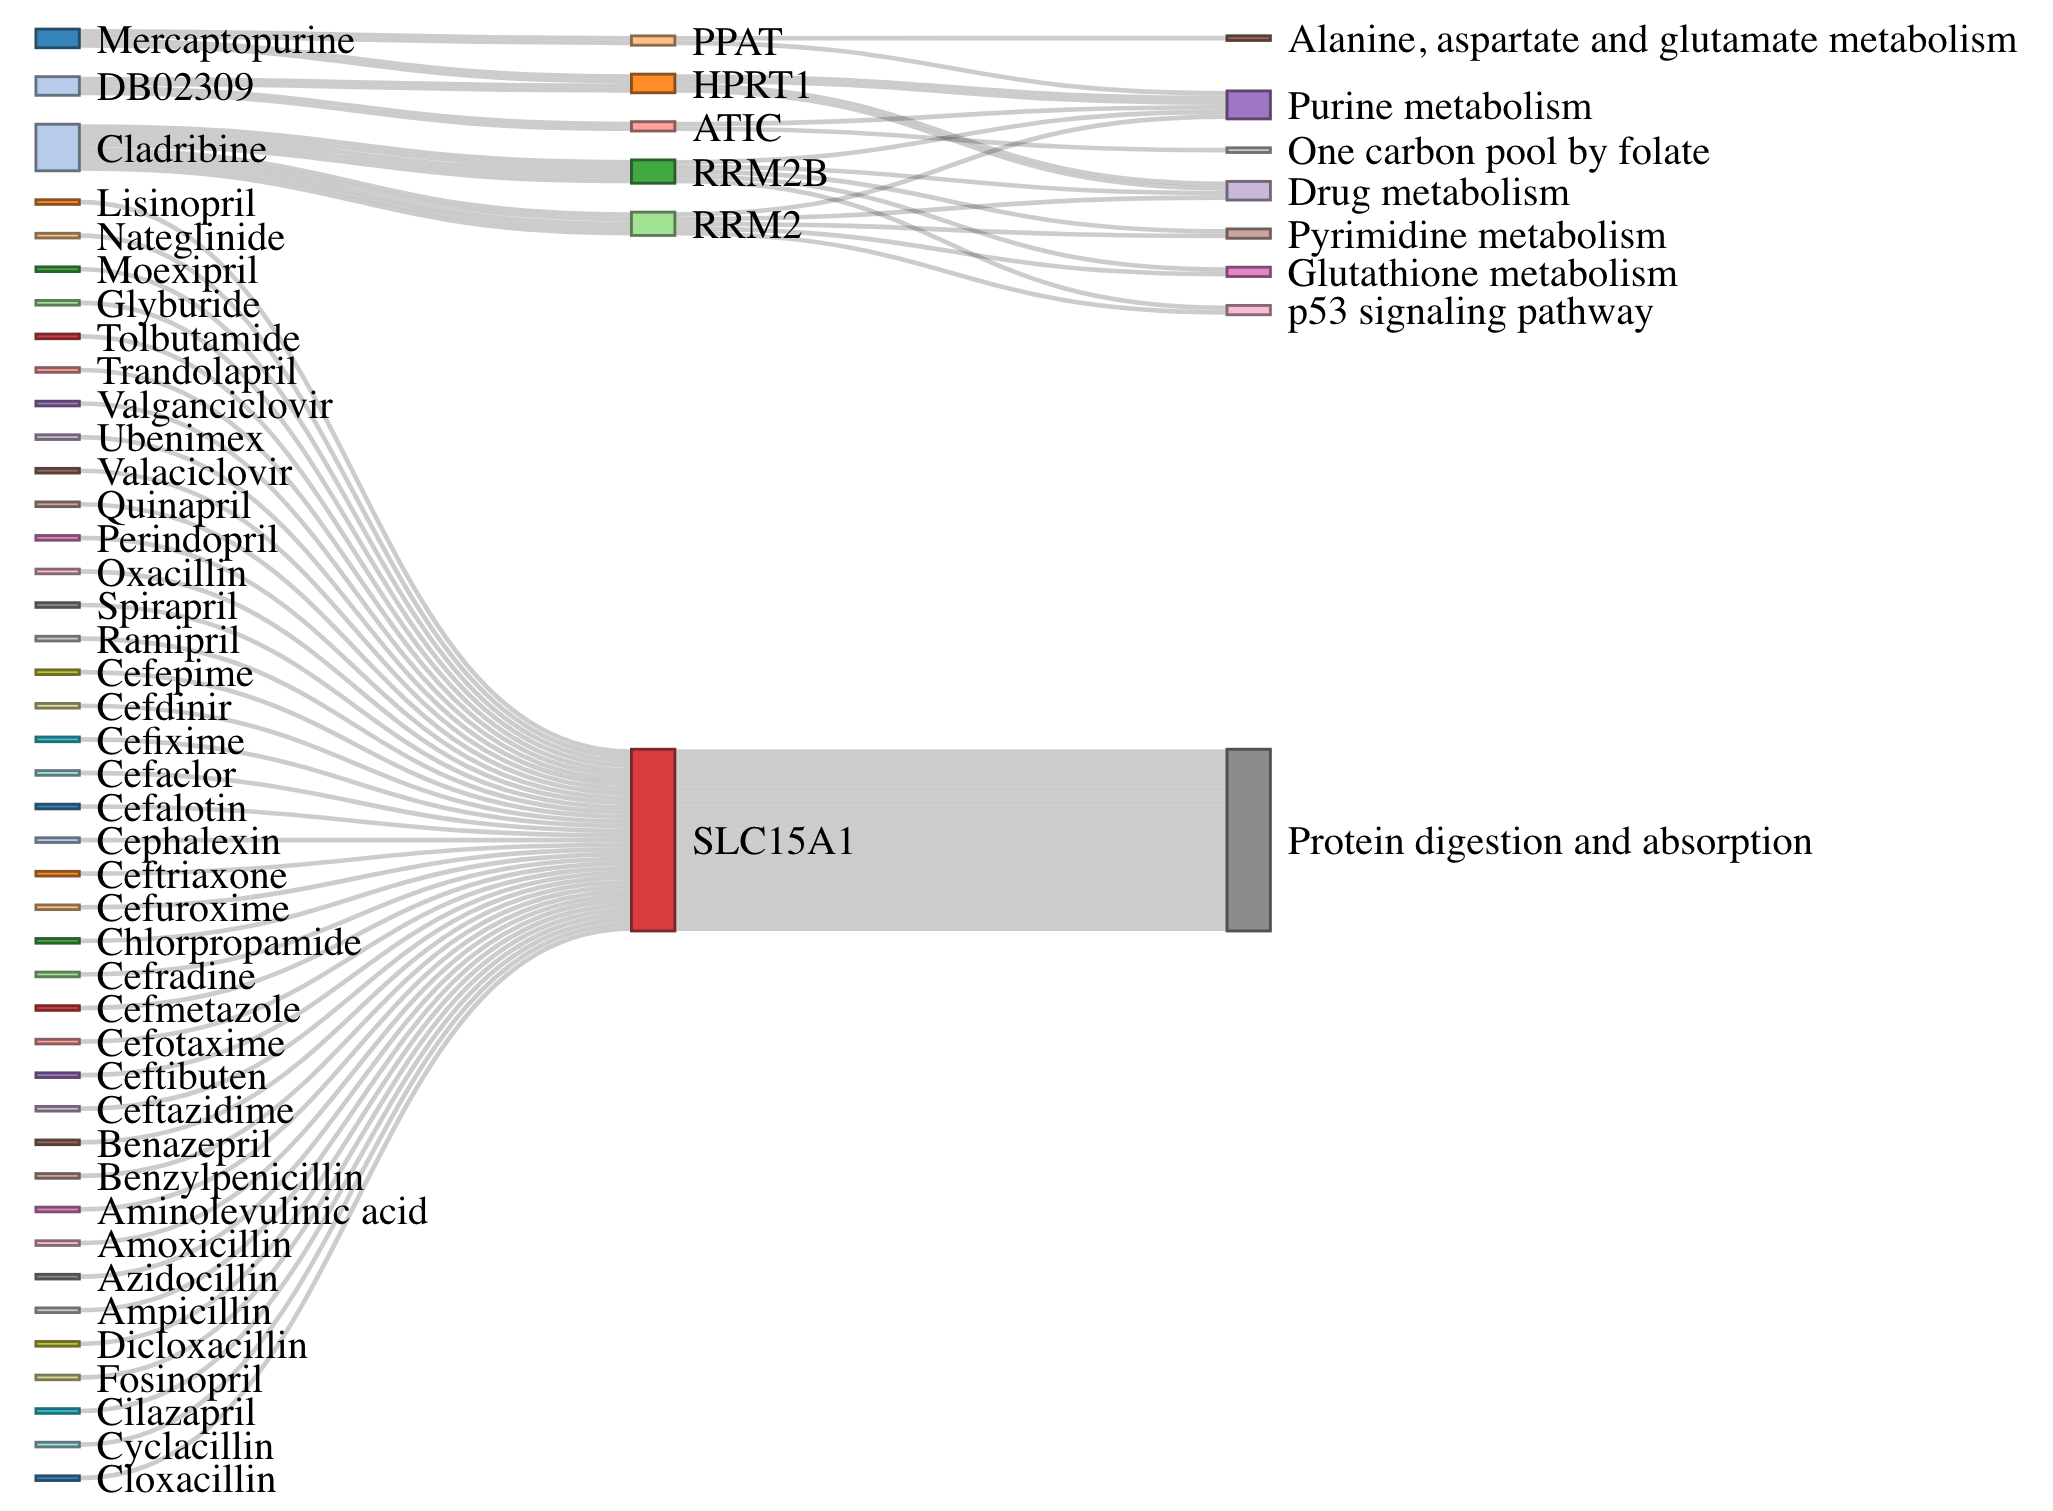 Mercaptopurine
DB02309
Cladribine
Lisinopril
Nateglinide
Moexipril
Glyburide
Tolbutamide
Trandolapril
Valganciclovir
Ubenimex
Valaciclovir
Quinapril
Perindopril
Oxacillin
Spirapril
Ramipril
Cefepime
Cefdinir
Cefixime
Cefaclor
Cefalotin
Cephalexin
Ceftriaxone
Cefuroxime
Chlorpropamide
Cefradine
Cefmetazole
Cefotaxime
Ceftibuten
Ceftazidime
Benazepril
Benzylpenicillin
Aminolevulinic acid
Amoxicillin
Azidocillin
Ampicillin
Dicloxacillin
Fosinopril
Cilazapril
Cyclacillin
Cloxacillin
PPAT
HPRT1
ATIC
RRM2B
RRM2
SLC15A1
Alanine, aspartate and glutamate metabolism
Purine metabolism
One carbon pool by folate
Drug metabolism
Pyrimidine metabolism
Glutathione metabolism
p53 signaling pathway
Protein digestion and absorption